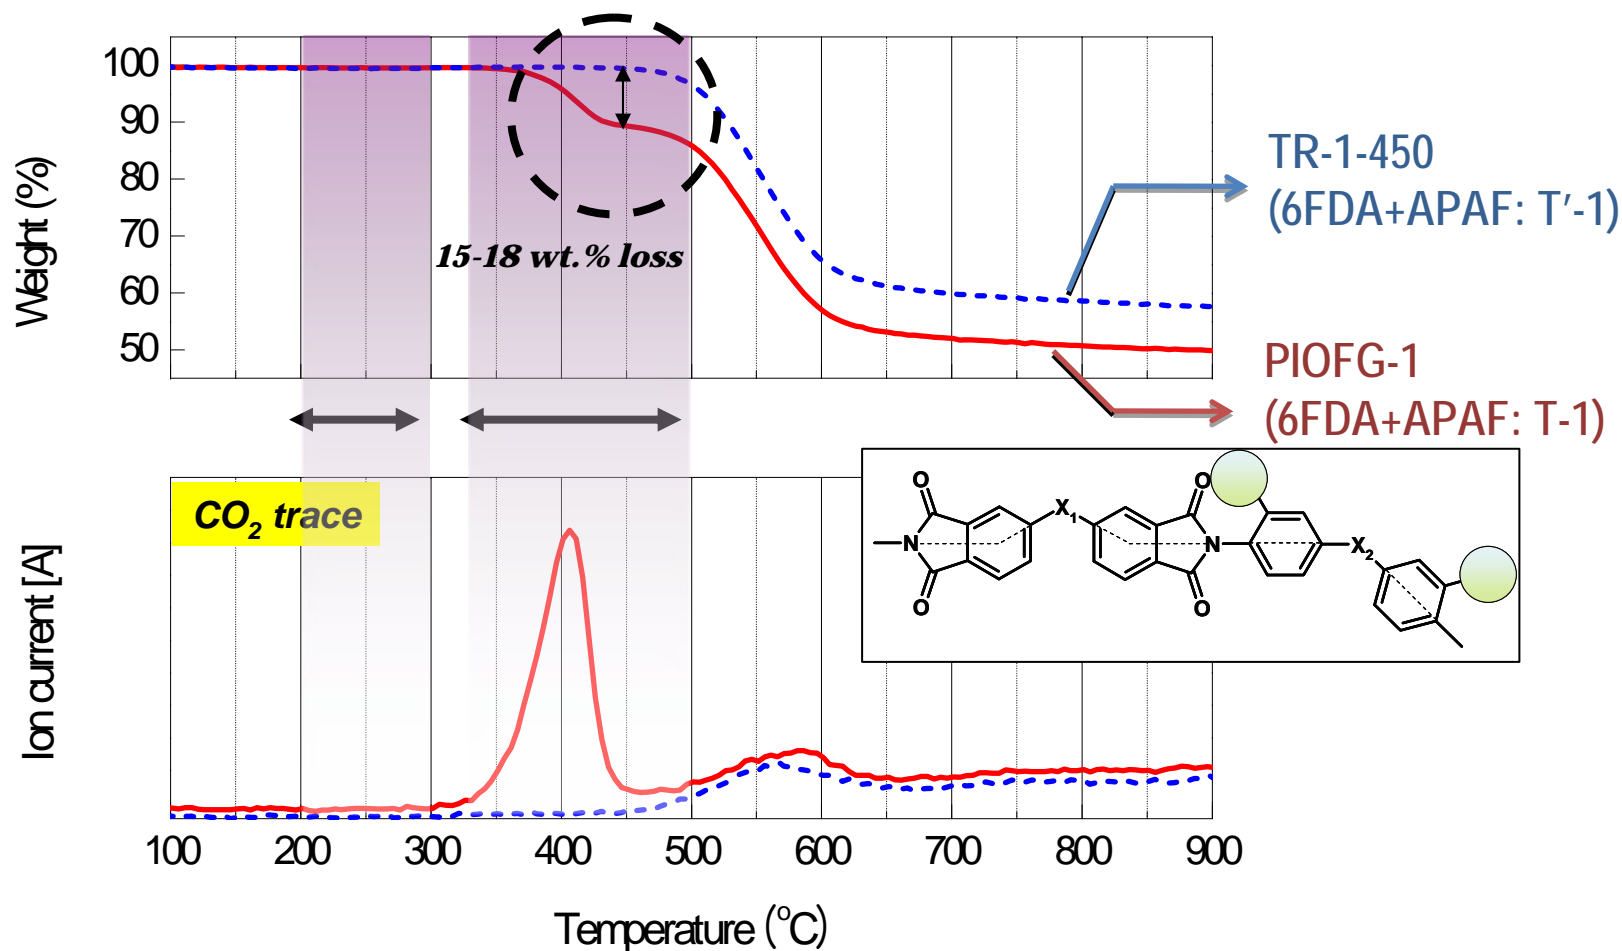 Weight (%)
100
90
80
70
60
50
15-18 wt.% loss
TR-1-450
(6FDA+APAF: T'-1)
PIOFG-1
(6FDA+APAF: T-1)
CO2 trace
Ion current [A]
O
O
O
O
N
N
X1
X2
100 200 300 400 500 600 700 800 900
Temperature (°C)